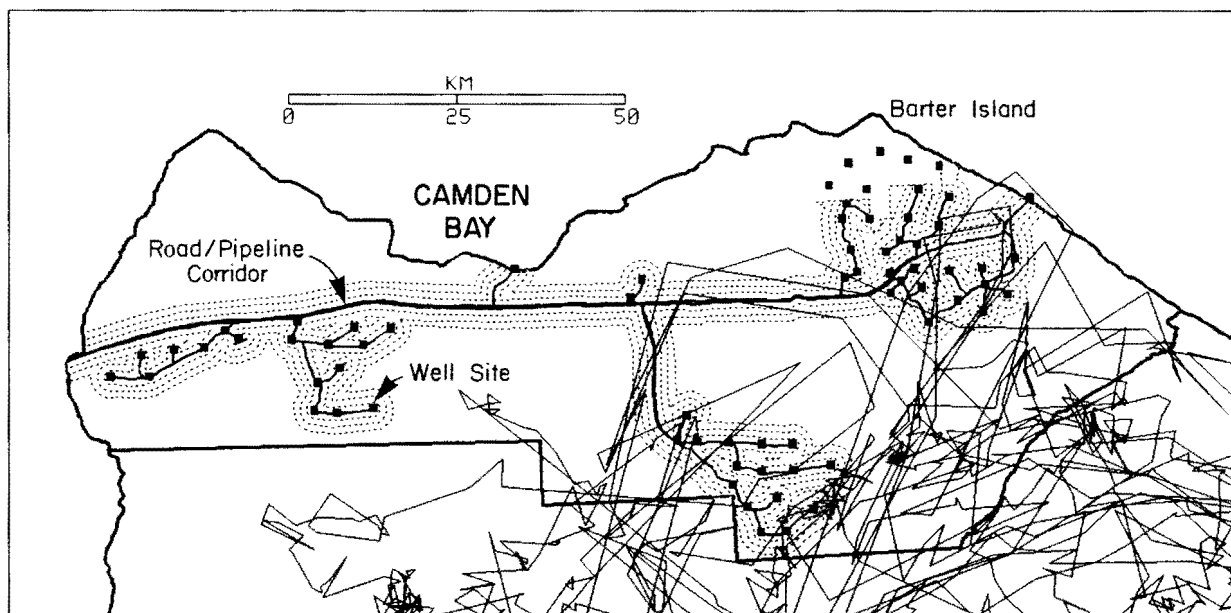 KM
0 25 50
Barter Island
CAMDEN
BAY
Road/Pipeline
Corridor
Well Site